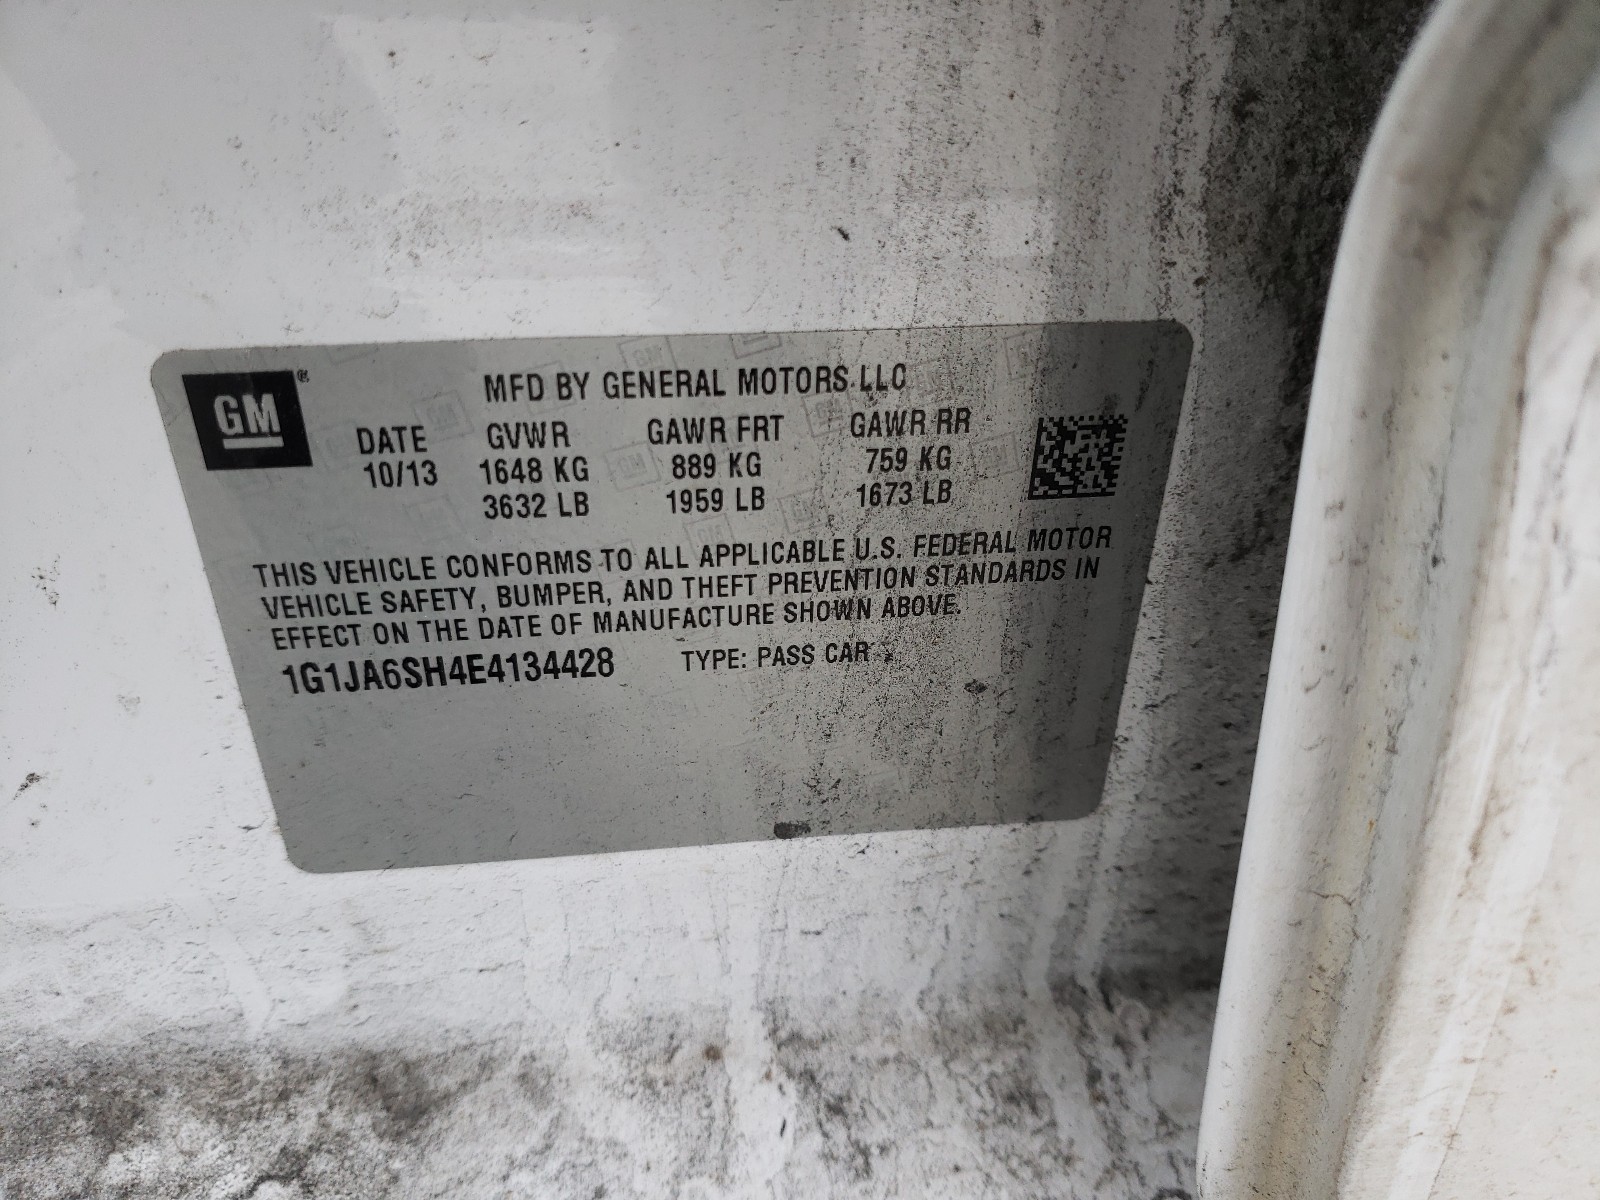 GM®
MFD BY GENERAL MOTORS LLC
DATE GVWR GAWR FRT GAWR RR
10/13 1648 KG 889 KG 759 KG
3632 LB 1959 LB 1673 LB
THIS VEHICLE CONFORMS TO ALL APPLICABLE U.S. FEDERAL MOTOR
VEHICLE SAFETY, BUMPER, AND THEFT PREVENTION STANDARDS IN
EFFECT ON THE DATE OF MANUFACTURE SHOWN ABOVE.
1G1JA6SH4E4134428 TYPE: PASS CAR